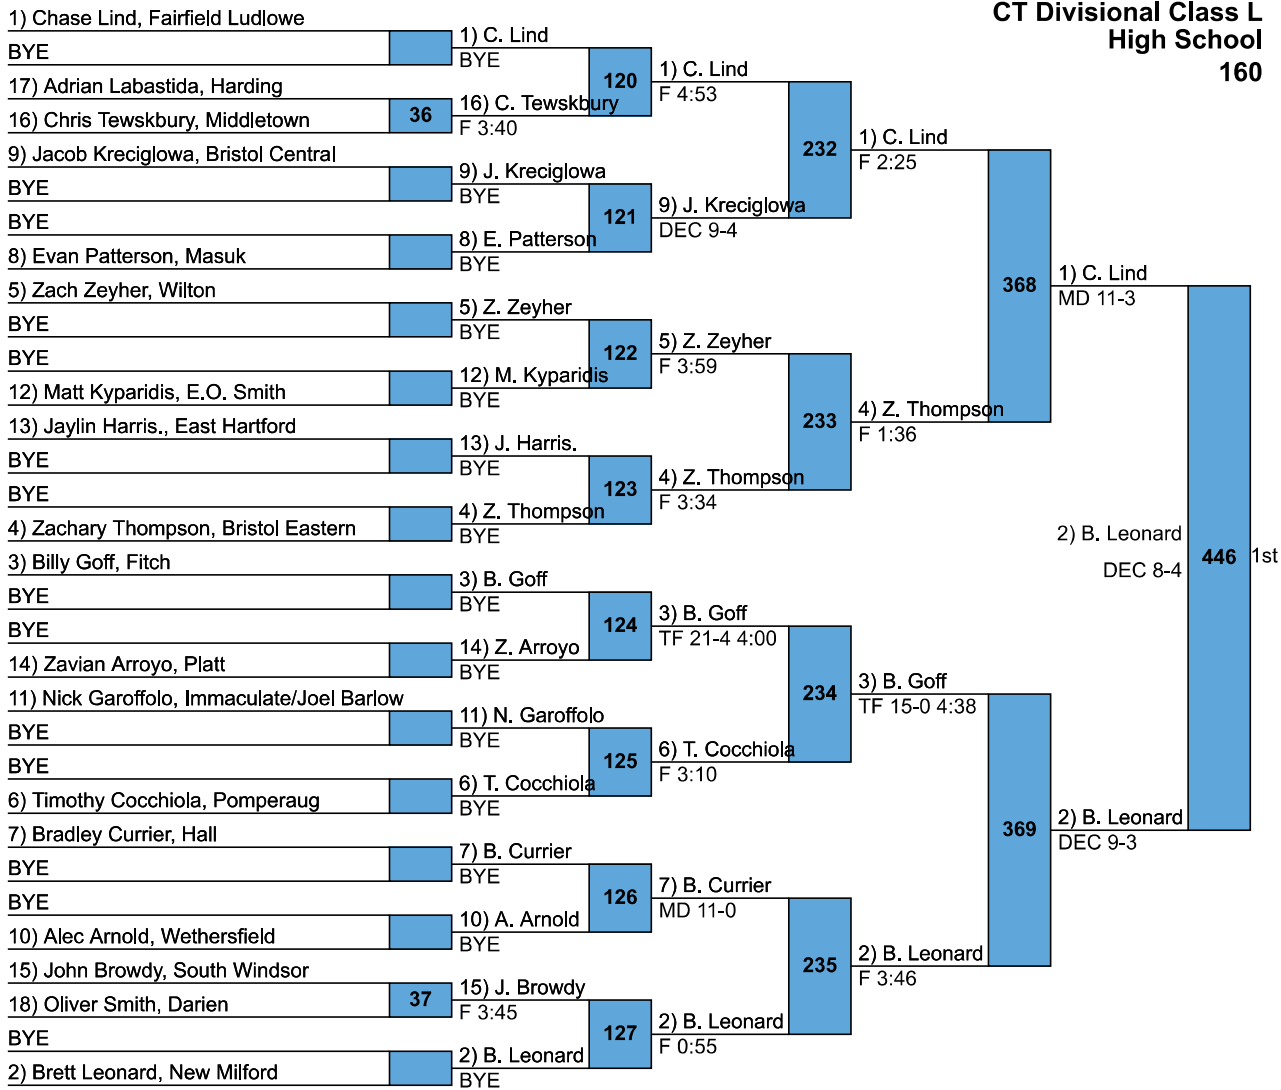 CT Divisional Class L
High School
160
1) Chase Lind, Fairfield Ludlowe
BYE
17) Adrian Labastida, Harding
16) Chris Tewskbury, Middletown
9) Jacob Kreciglowa, Bristol Central
BYE
BYE
8) Evan Patterson, Masuk
5) Zach Zeyher, Wilton
BYE
BYE
12) Matt Kyparidis, E.O. Smith
13) Jaylin Harris., East Hartford
BYE
BYE
4) Zachary Thompson, Bristol Eastern
3) Billy Goff, Fitch
BYE
BYE
14) Zavian Arroyo, Platt
11) Nick Garoffolo, Immaculate/Joel Barlow
BYE
BYE
6) Timothy Cocchiola, Pomperaug
7) Bradley Currier, Hall
BYE
BYE
10) Alec Arnold, Wethersfield
15) John Browdy, South Windsor
18) Oliver Smith, Darien
BYE
2) Brett Leonard, New Milford
36
37
1) C. Lind
BYE
16) C. Tewskbury
F 3:40
9) J. Kreciglowa
BYE
8) E. Patterson
BYE
5) Z. Zeyher
BYE
12) M. Kyparidis
BYE
13) J. Harris.
BYE
4) Z. Thompson
BYE
3) B. Goff
BYE
14) Z. Arroyo
BYE
11) N. Garoffolo
BYE
6) T. Cocchiola
BYE
7) B. Currier
BYE
10) A. Arnold
BYE
15) J. Browdy
F 3:45
2) B. Leonard
BYE
120
121
122
123
124
125
126
127
1) C. Lind
F 4:53
9) J. Kreciglowa
DEC 9-4
5) Z. Zeyher
F 3:59
4) Z. Thompson
F 3:34
3) B. Goff
TF 21-4 4:00
6) T. Cocchiola
F 3:10
7) B. Currier
MD 11-0
2) B. Leonard
F 0:55
232
233
234
235
1) C. Lind
F 2:25
4) Z. Thompson
F 1:36
3) B. Goff
TF 15-0 4:38
2) B. Leonard
F 3:46
368
369
1) C. Lind
MD 11-3
2) B. Leonard
DEC 9-3
446
2) B. Leonard
DEC 8-4
1st